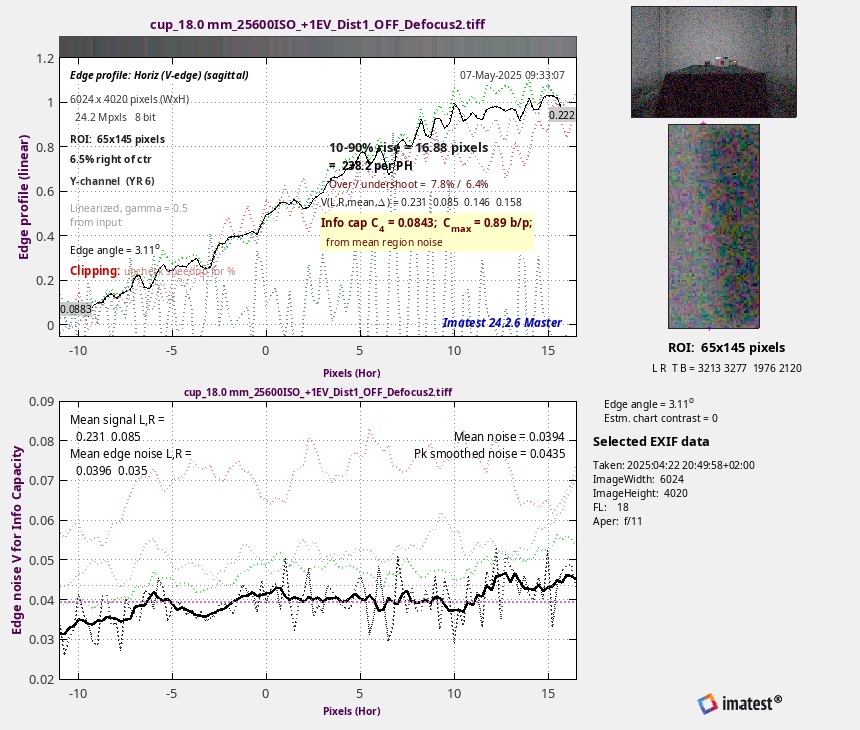 cup_18.0 mm_25600ISO_+1EV_Dist1_OFF_Defocus2.tiff
Edge profile: Horiz (V-edge) (sagittal)
07-May-2025 09:33:07
6024 x 4020 pixels (WxH)
24.2 Mpxls 8 bit
ROI: 65x145 pixels
6.5% right of ctr
Y-channel (YR 6)
Linearized, gamma = 0.5
from input
Edge angle = 3.11o
Clipping:
0.222
10-90% rise = 16.88 pixels
= 238.2 per PH
Over/undershoot = 7.8% / 6.4%
V(L,R,mean,Δ) = 0.231 0.085 0.146 0.158
Info cap C4 = 0.0843; Cmax = 0.89 b/p;
from mean region noise
0.0883
Imatest 24.2.6 Master
Edge profile (linear)
1.2
1
0.8
0.6
0.4
0.2
0
-10 -5 0 5 10 15
Pixels (Hor)
ROI: 65x145 pixels
L R T B = 3213 3277 1976 2120
cup_18.0 mm_25600ISO_+1EV_Dist1_OFF_Defocus2.tiff
Mean signal L,R =
0.231 0.085
Mean edge noise L,R =
0.0396 0.035
Mean noise = 0.0394
Pk smoothed noise = 0.0435
Edge noise V for Info Capacity
0.09
0.08
0.07
0.06
0.05
0.04
0.03
0.02
-10 -5 0 5 10 15
Pixels (Hor)
Edge angle = 3.11o
Estm. chart contrast = 0
Selected EXIF data
Taken: 2025:04:22 20:49:58+02:00
ImageWidth: 6024
ImageHeight: 4020
FL: 18
Aper: f/11
imatest®